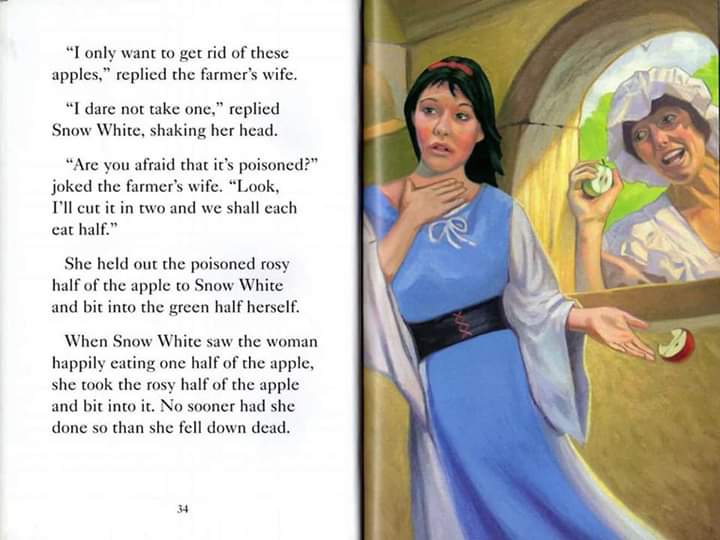 “I only want to get rid of these
apples,” replied the farmer’s wife.
“I dare not take one,” replied
Snow White, shaking her head.
“Are you afraid that it’s poisoned?”
joked the farmer’s wife. “Look,
I’ll cut it in two and we shall each
eat half.”
She held out the poisoned rosy
half of the apple to Snow White
and bit into the green half herself.
When Snow White saw the woman
happily eating one half of the apple,
she took the rosy half of the apple
and bit into it. No sooner had she
done so than she fell down dead.
34